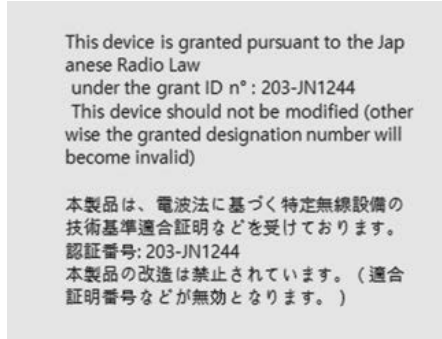 This device is granted pursuant to the Jap
anese Radio Law
under the grant ID n° : 203-JN1244
This device should not be modified (other
wise the granted designation number will
become invalid)
本製品は、電波法に基づく特定無線設備の
技術基準適合証明などを受けております。
認証番号: 203-JN1244
本製品の改造は禁止されています。(適合
証明番号などが無効となります。)